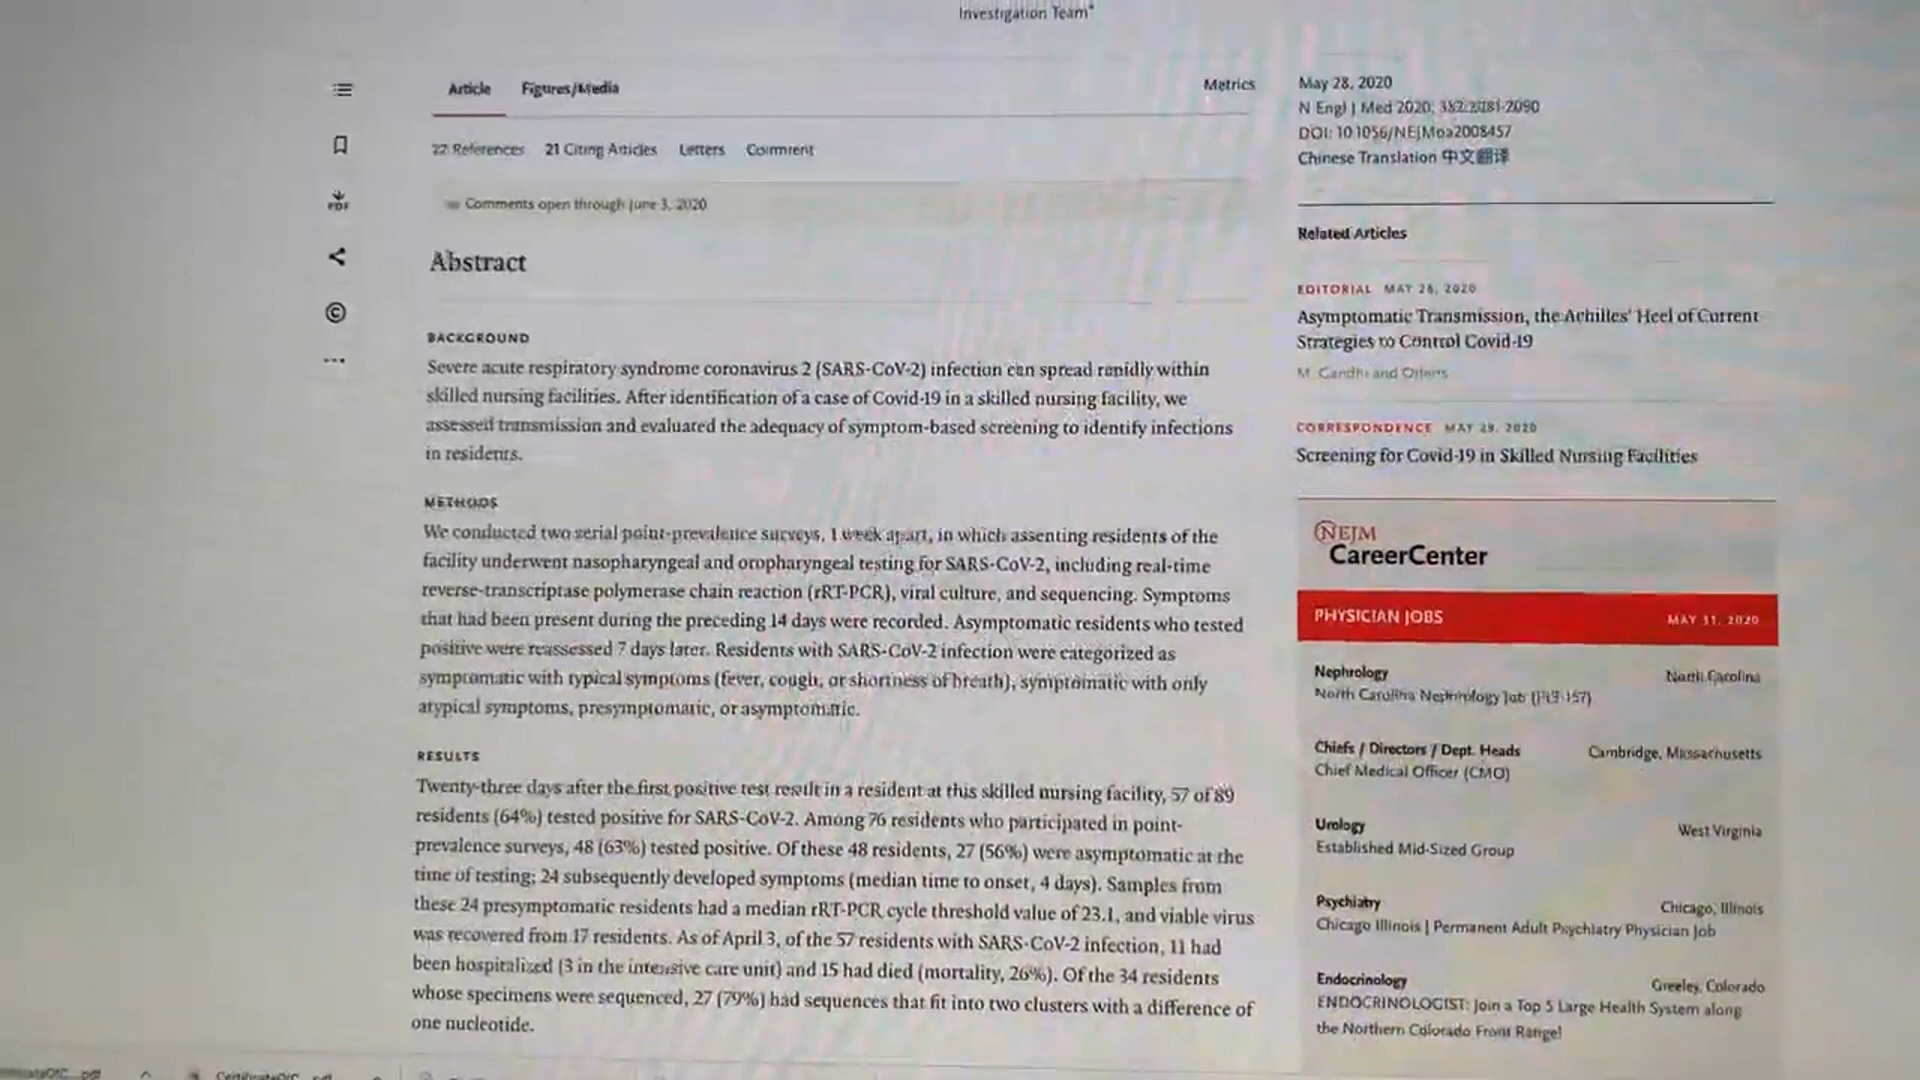 Investigation Team*
Article Figures/Media Metrics
22 References 21 Citing Articles Letters Comment
Comments open through June 3, 2020
Abstract
BACKGROUND
Severe acute respiratory syndrome coronavirus 2 (SARS-CoV-2) infection can spread rapidly within
skilled nursing facilities. After identification of a case of Covid-19 in a skilled nursing facility, we
assessed transmission and evaluated the adequacy of symptom-based screening to identify infections
in residents.
METHODS
We conducted two serial point-prevalence surveys, 1 week apart, in which assenting residents of the
facility underwent nasopharyngeal and oropharyngeal testing for SARS-CoV-2, including real-time
reverse-transcriptase polymerase chain reaction (rRT-PCR), viral culture, and sequencing. Symptoms
that had been present during the preceding 14 days were recorded. Asymptomatic residents who tested
positive were reassessed 7 days later. Residents with SARS-CoV-2 infection were categorized as
symptomatic with typical symptoms (fever, cough, or shortness of breath), symptomatic with only
atypical symptoms, presymptomatic, or asymptomatic.
RESULTS
Twenty-three days after the first positive test result in a resident at this skilled nursing facility, 57 of 89
residents (64%) tested positive for SARS-CoV-2. Among 76 residents who participated in point-
prevalence surveys, 48 (63%) tested positive. Of these 48 residents, 27 (56%) were asymptomatic at the
time of testing; 24 subsequently developed symptoms (median time to onset, 4 days). Samples from
these 24 presymptomatic residents had a median rRT-PCR cycle threshold value of 23.1, and viable virus
was recovered from 17 residents. As of April 3, of the 57 residents with SARS-CoV-2 infection, 11 had
been hospitalized (3 in the intensive care unit) and 15 had died (mortality, 26%). Of the 34 residents
whose specimens were sequenced, 27 (79%) had sequences that fit into two clusters with a difference of
one nucleotide.
May 28, 2020
N Engl J Med 2020; 382:2081-2090
DOI: 10.1056/NEJMoa2008457
Chinese Translation 中文翻译
Related Articles
EDITORIAL MAY 28, 2020
Asymptomatic Transmission, the Achilles' Heel of Current
Strategies to Control Covid-19
M. Gandhi and Others
CORRESPONDENCE MAY 29, 2020
Screening for Covid-19 in Skilled Nursing Facilities
NEJM
CareerCenter
PHYSICIAN JOBS MAY 31, 2020
Nephrology North Carolina
North Carolina Nephrology Job
Chiefs / Directors / Dept. Heads Cambridge, Massachusetts
Chief Medical Officer (CMO)
Urology West Virginia
Established Mid-Sized Group
Psychiatry Chicago, Illinois
Chicago Illinois | Permanent Adult Psychiatry Physician Job
Endocrinology Greeley, Colorado
ENDOCRINOLOGIST: Join a Top 5 Large Health System along
the Northern Colorado Front Range!